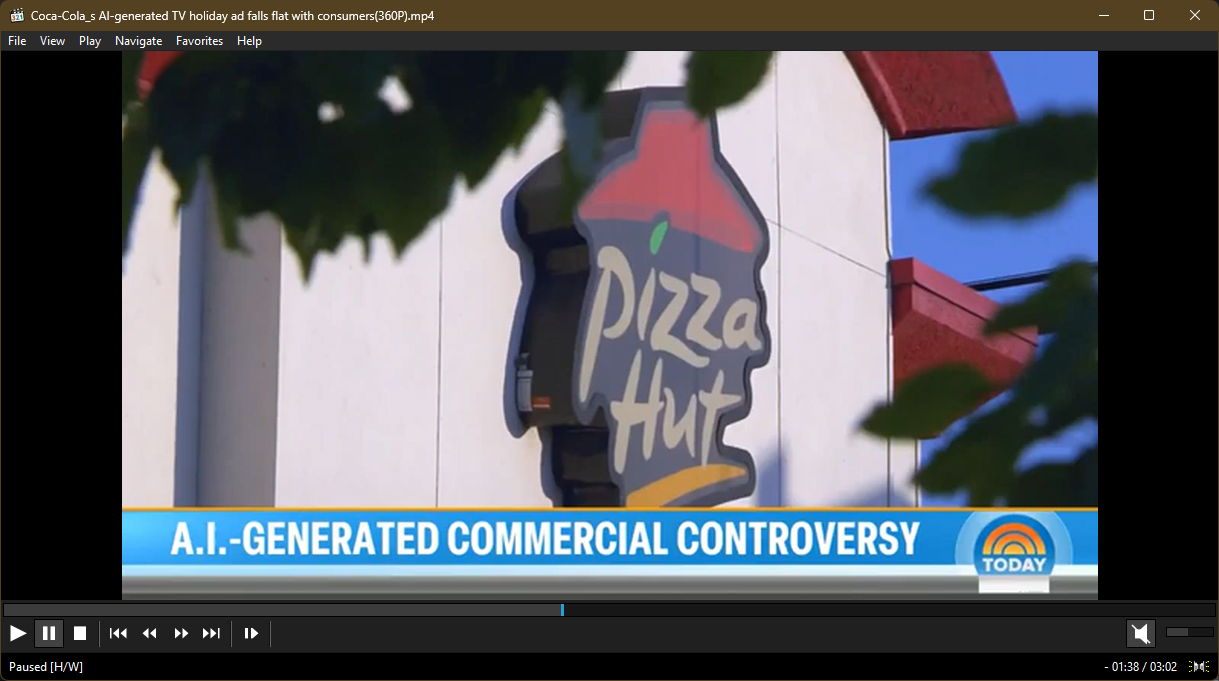 Coca-Cola_s AI-generated TV holiday ad falls flat with consumers(360P).mp4
File View Play Navigate Favorites Help
Pizza
Hut
A.I.-GENERATED COMMERCIAL CONTROVERSY
TODAY
Paused [H/W]
- 01:38 / 03:02